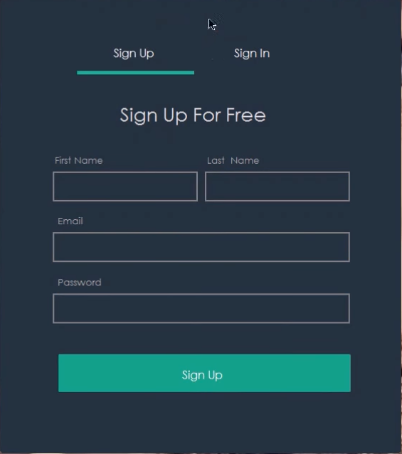 Sign Up Sign In
Sign Up For Free
First Name Last Name
Email
Password
Sign Up